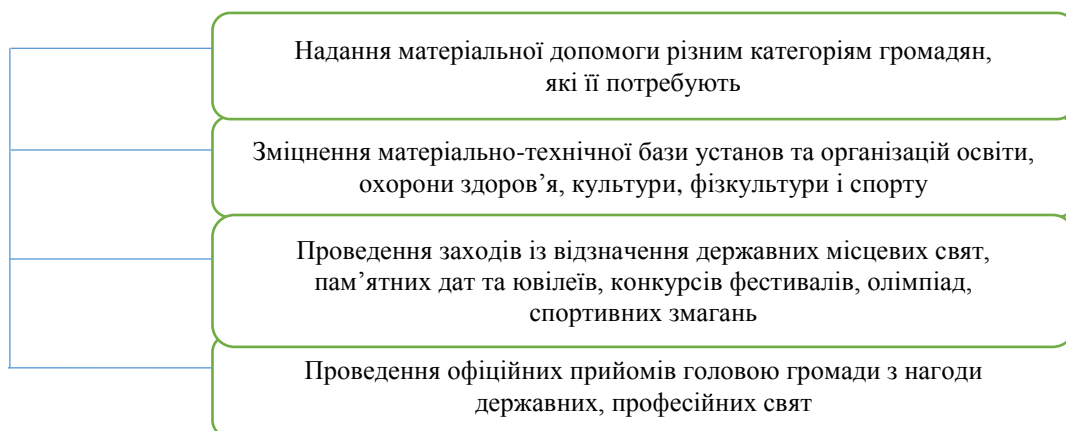 Надання матеріальної допомоги різним категоріям громадян,
які її потребують
Зміцнення матеріально-технічної бази установ та організацій освіти,
охорони здоров’я, культури, фізкультури і спорту
Проведення заходів із відзначення державних місцевих свят,
пам’ятних дат та ювілеїв, конкурсів фестивалів, олімпіад,
спортивних змагань
Проведення офіційних прийомів головою громади з нагоди
державних, професійних свят